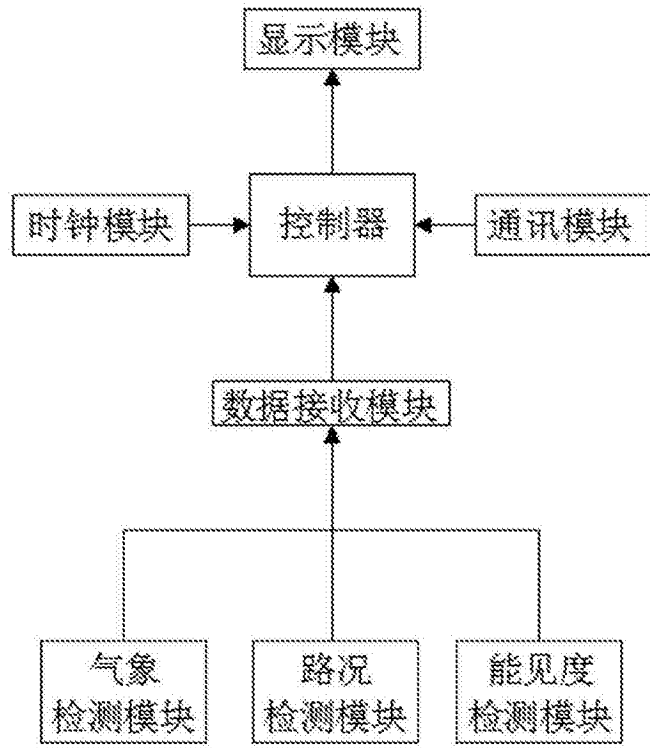 显示模块
时钟模块
控制器
通讯模块
数据接收模块
气象
检测模块
路况
检测模块
能见度
检测模块